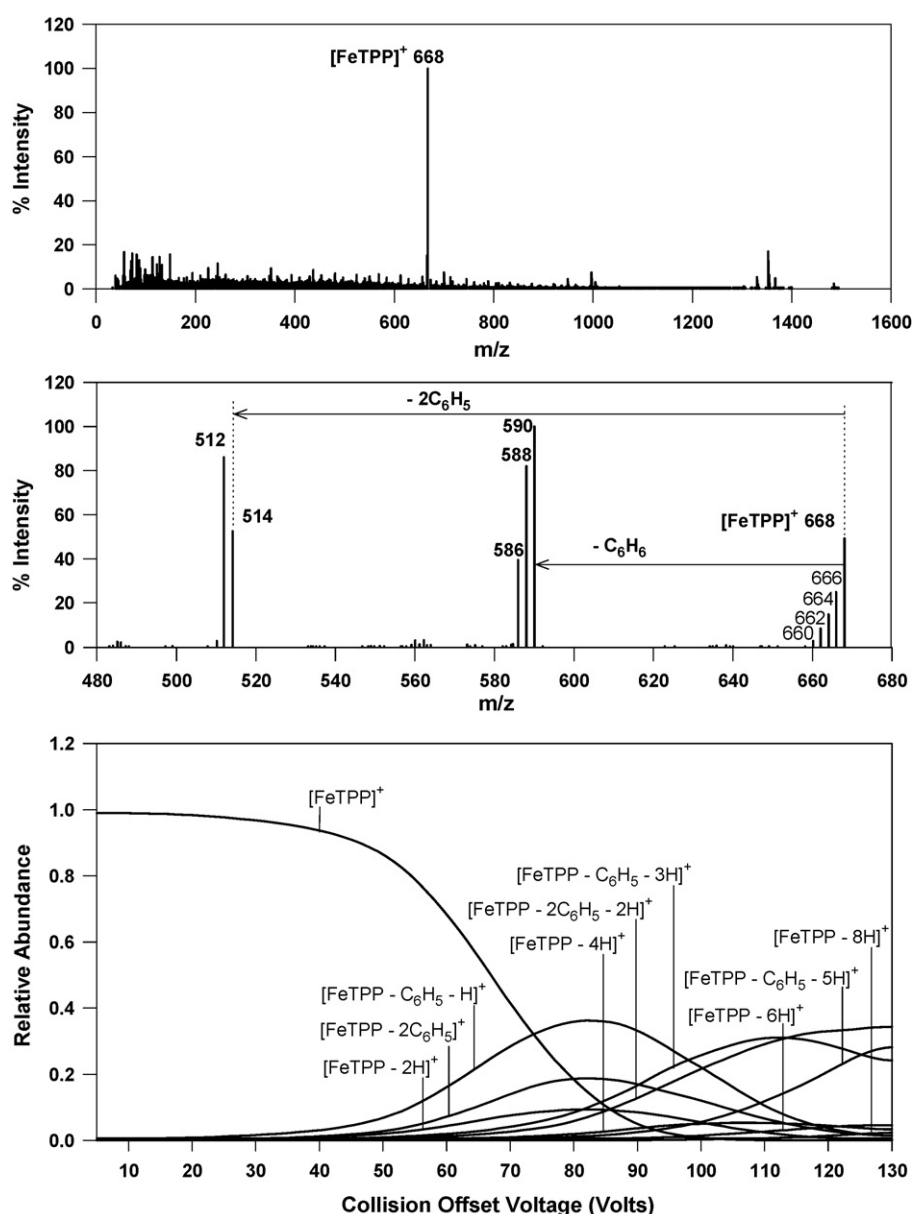 120
[FeTPP]⁺ 668
100
80
60
40
20
0
% Intensity
0 200 400 600 800 1000 1200 1400 1600
m/z
120
- 2C₆H₅
100
590
512
588
80
514
[FeTPP]⁺ 668
60
- C₆H₆
586
40
666
664
662
660
20
0
% Intensity
480 500 520 540 560 580 600 620 640 660 680
m/z
1.2
[FeTPP]⁺
1.0
[FeTPP - C₆H₅ - 3H]⁺
0.8
[FeTPP - 2C₆H₅ - 2H]⁺
[FeTPP - 4H]⁺
[FeTPP - 8H]⁺
0.6
[FeTPP - C₆H₅ - H]⁺
[FeTPP - C₆H₅ - 5H]⁺
0.4
[FeTPP - 2C₆H₅]⁺
[FeTPP - 6H]⁺
[FeTPP - 2H]⁺
0.2
0.0
Relative Abundance
10 20 30 40 50 60 70 80 90 100 110 120 130
Collision Offset Voltage (Volts)